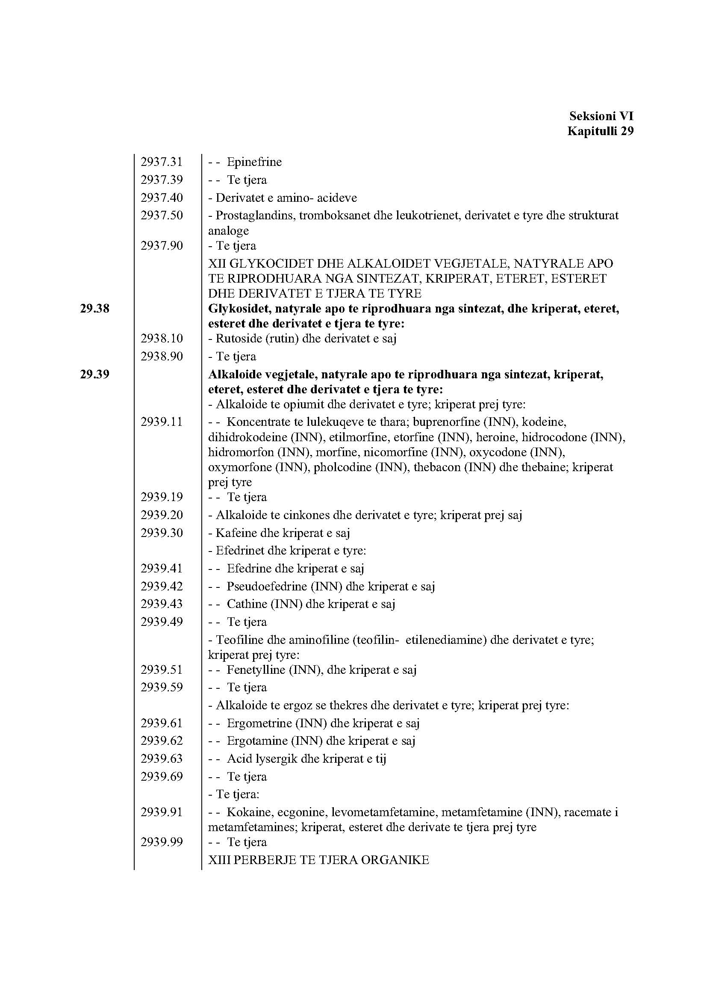 Seksioni VI
Kapitulli 29
2937.31 - - Epinefrine
2937.39 - - Te tjera
2937.40 - Derivatet e amino- acideve
2937.50 - Prostaglandins, tromboksanet dhe leukotrienet, derivatet e tyre dhe strukturat
analoge
2937.90 - Te tjera
XII GLYKOCIDET DHE ALKALOIDET VEGJETALE, NATYRALE APO
TE RIPRODHUARA NGA SINTEZAT, KRIPERAT, ETERET, ESTERET
DHE DERIVATET E TJERA TE TYRE
29.38 Glykosidet, natyrale apo te riprodhuara nga sintezat, dhe kriperat, eteret,
esteret dhe derivatet e tjera te tyre:
2938.10 - Rutoside (rutin) dhe derivatet e saj
2938.90 - Te tjera
29.39 Alkaloide vegjetale, natyrale apo te riprodhuara nga sintezat, kriperat,
eteret, esteret dhe derivatet e tjera te tyre:
- Alkaloide te opiumit dhe derivatet e tyre; kriperat prej tyre:
2939.11 - - Koncentrate te lulekuqeve te thara; buprenorfine (INN), kodeine,
dihidrokodeine (INN), etilmorfine, etorfine (INN), heroine, hidrocodone (INN),
hidromorfon (INN), morfine, nicomorfine (INN), oxycodone (INN),
oxymorfone (INN), pholcodine (INN), thebacon (INN) dhe thebaine; kriperat
prej tyre
2939.19 - - Te tjera
2939.20 - Alkaloide te cinkones dhe derivatet e tyre; kriperat prej saj
2939.30 - Kafeine dhe kriperat e saj
- Efedrinet dhe kriperat e tyre:
2939.41 - - Efedrine dhe kriperat e saj
2939.42 - - Pseudoefedrine (INN) dhe kriperat e saj
2939.43 - - Cathine (INN) dhe kriperat e saj
2939.49 - - Te tjera
- Teofiline dhe aminofiline (teofilin- etilenediamine) dhe derivatet e tyre;
kriperat prej tyre:
2939.51 - - Fenetylline (INN), dhe kriperat e saj
2939.59 - - Te tjera
- Alkaloide te ergoz se thekres dhe derivatet e tyre; kriperat prej tyre:
2939.61 - - Ergometrine (INN) dhe kriperat e saj
2939.62 - - Ergotamine (INN) dhe kriperat e saj
2939.63 - - Acid lysergik dhe kriperat e tij
2939.69 - - Te tjera
- Te tjera:
2939.91 - - Kokaine, ecgonine, levometamfetamine, metamfetamine (INN), racemate i
metamfetamines; kriperat, esteret dhe derivate te tjera prej tyre
2939.99 - - Te tjera
XIII PERBERJE TE TJERA ORGANIKE